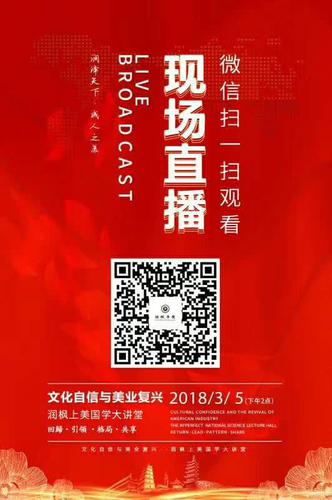 微信扫一扫观看
现场直播
LIVE
BROADCAST
润泽天下·成人之美
文化自信与美业复兴
润枫上美国学大讲堂
回歸·引领·格局·共享
2018/3/5(下午2点)
CULTURAL CONFIDENCE AND THE REVIVAL OF
AMERICAN INDUSTRY
THE RIPERFECT NATIONAL SCIENCE LECTURE HALL
RETURN·LEAD·PATTERN·SHARE
文化自信与美业复兴·润枫上美国学大讲堂